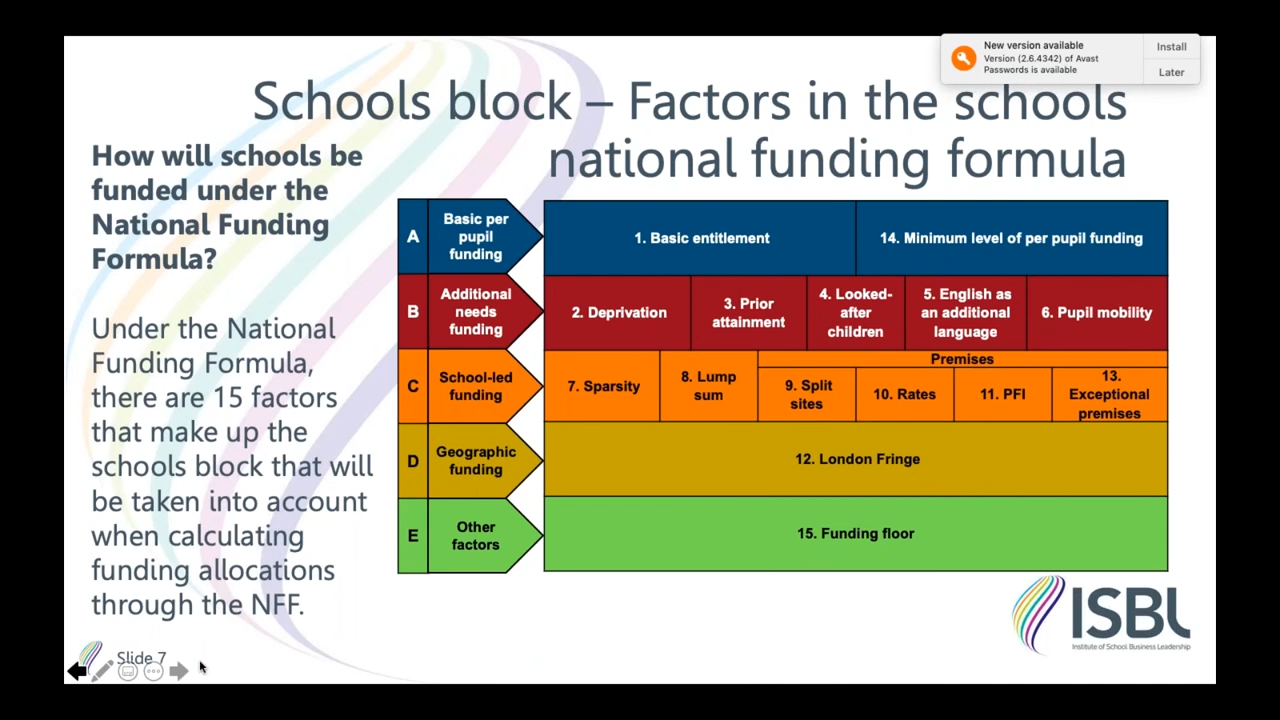 New version available
Version (2.6.4342) of Avast
Passwords is available
Install
Later
Schools block – Factors in the schools
national funding formula
How will schools be
funded under the
National Funding
Formula?
Under the National
Funding Formula,
there are 15 factors
that make up the
schools block that will
be taken into account
when calculating
funding allocations
through the NFF.
A
Basic per
pupil
funding
1. Basic entitlement
14. Minimum level of per pupil funding
B
Additional
needs
funding
2. Deprivation
3. Prior
attainment
4. Looked-
after
children
5. English as
an additional
language
6. Pupil mobility
C
School-led
funding
7. Sparsity
8. Lump
sum
Premises
9. Split
sites
10. Rates
11. PFI
13.
Exceptional
premises
D
Geographic
funding
12. London Fringe
E
Other
factors
15. Funding floor
ISBL
Institute of School Business Leadership
Slide 7